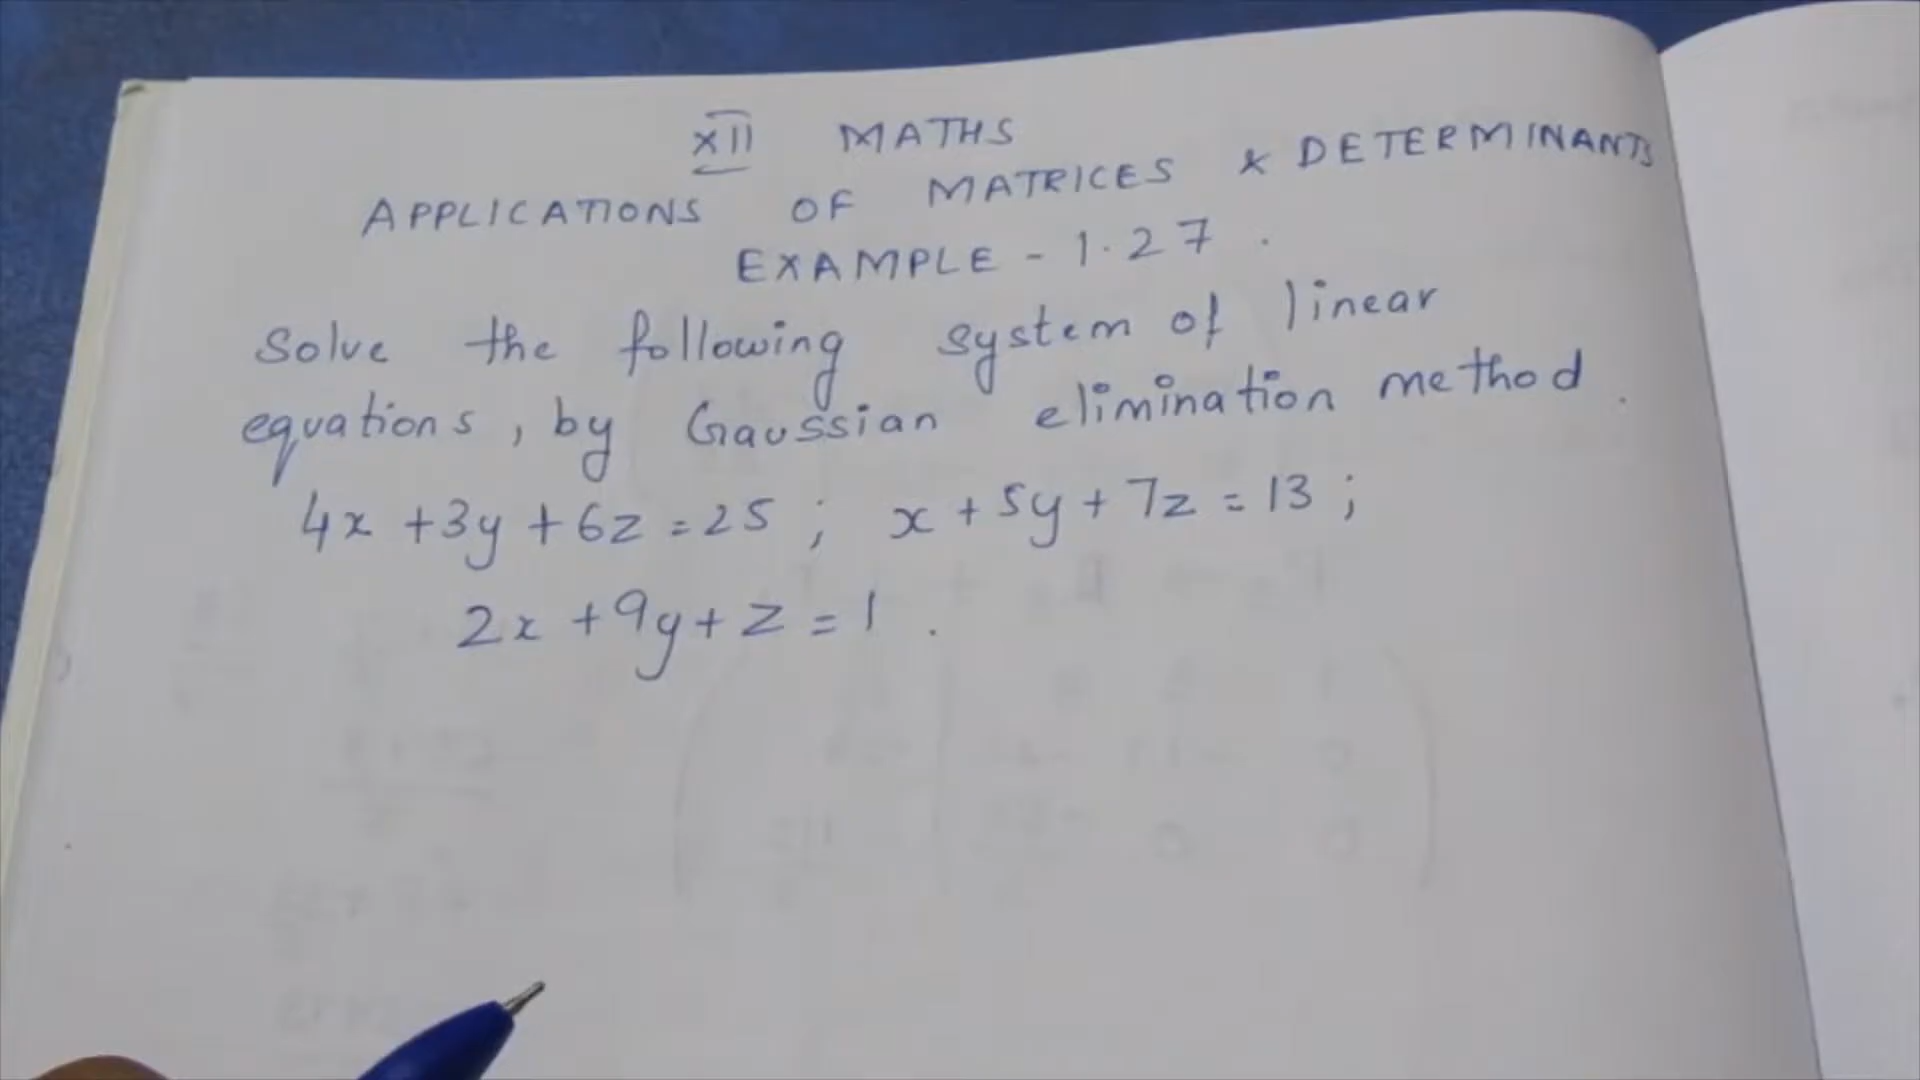 XII MATHS
APPLICATIONS OF MATRICES & DETERMINANTS
EXAMPLE - 1.27.
Solve the following system of linear
equations, by Gaussian elimination method.
4x +3y +6z = 25 ; x + 5y + 7z = 13 ;
2x +9y + z = 1 .